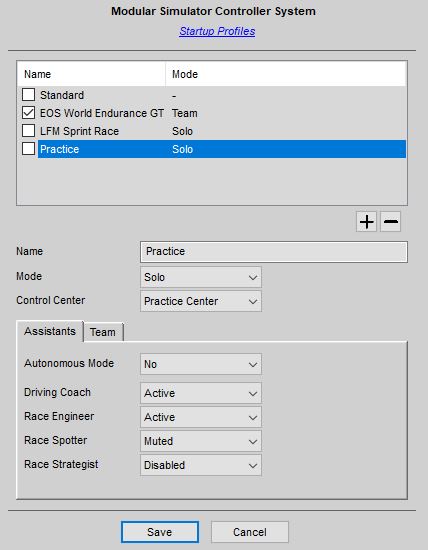 Modular Simulator Controller System
Startup Profiles
Name Mode
Standard -
EOS World Endurance GT Team
LFM Sprint Race Solo
Practice Solo
+ −
Name Practice
Mode Solo
Control Center Practice Center
Assistants Team
Autonomous Mode No
Driving Coach Active
Race Engineer Active
Race Spotter Muted
Race Strategist Disabled
Save Cancel